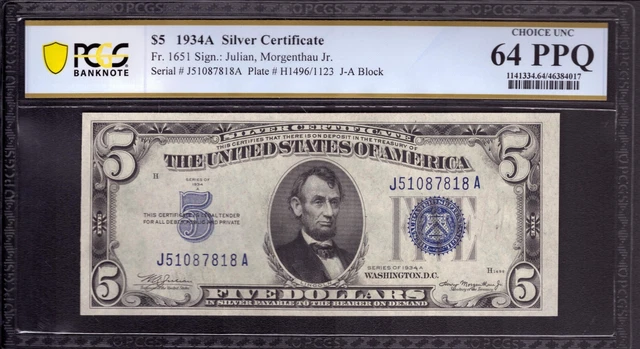 PCGS
BANKNOTE
$5 1934A Silver Certificate
Fr. 1651 Sign.: Julian, Morgenthau Jr.
Serial # J51087818A Plate # H1496/1123 J-A Block
CHOICE UNC
64 PPQ
1141334.64/46384017
SILVER CERTIFICATE
THIS CERTIFIES THAT THERE IS ON DEPOSIT IN THE TREASURY OF
THE UNITED STATES OF AMERICA
5
5
H
SERIES OF
1934
A
J51087818 A
5
THIS CERTIFICATE IS LEGAL TENDER
FOR ALL DEBTS PUBLIC AND PRIVATE
FIVE
J51087818 A
SERIES OF 1934 A
WASHINGTON, D.C.
H1496
5
5
FIVE DOLLARS
IN SILVER PAYABLE TO THE BEARER ON DEMAND